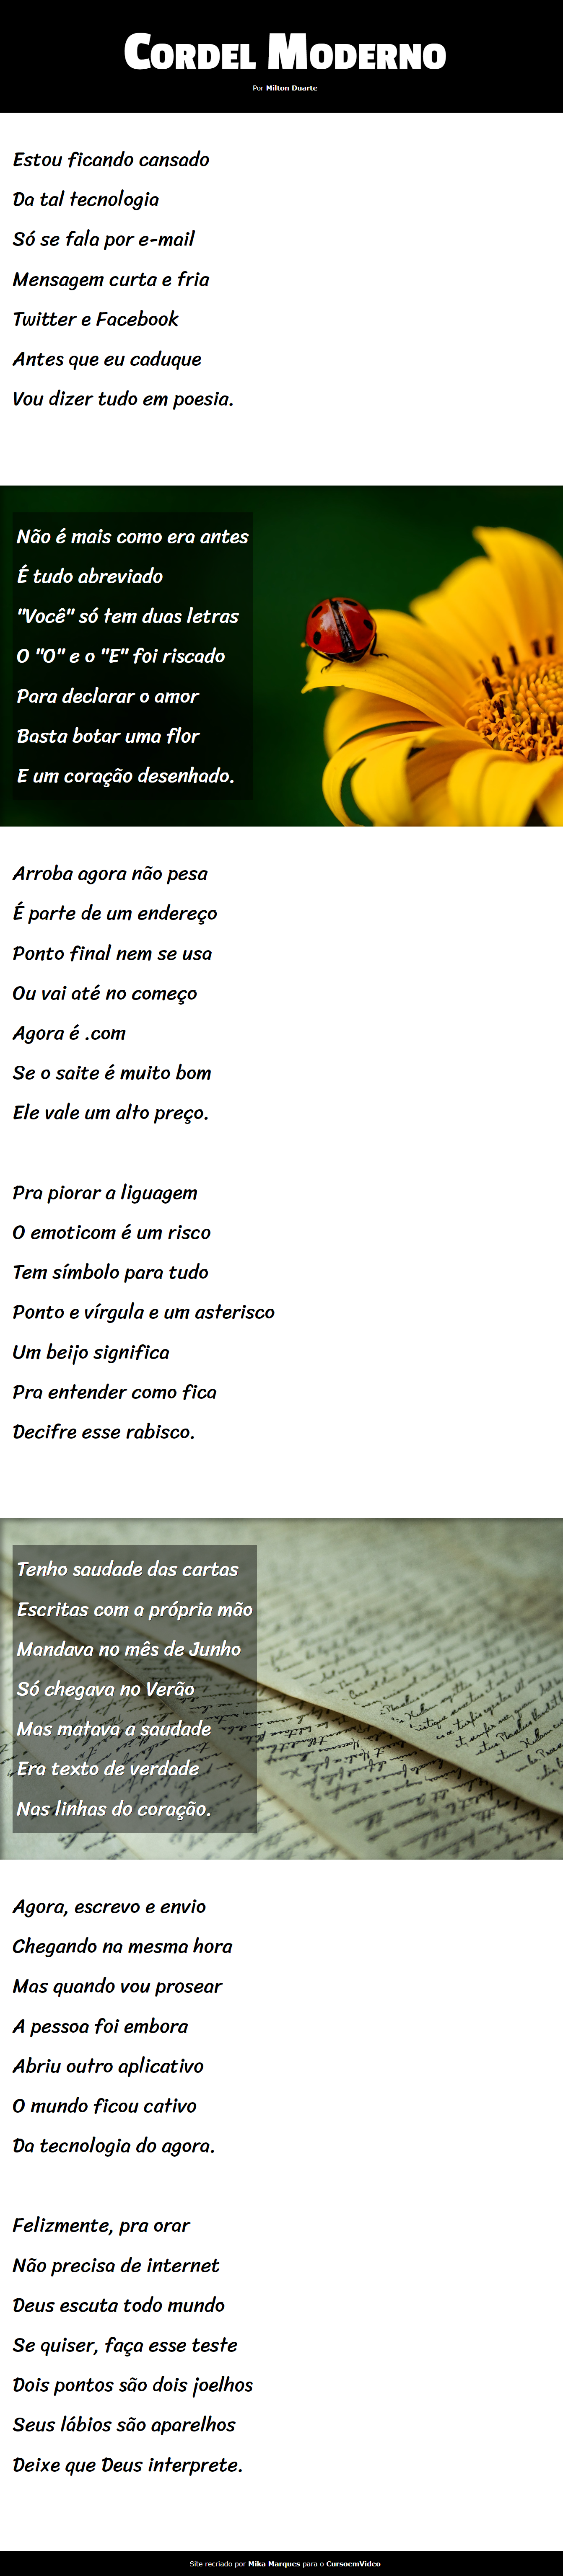 Cordel Moderno
Por Milton Duarte
Estou ficando cansado
Da tal tecnologia
Só se fala por e-mail
Mensagem curta e fria
Twitter e Facebook
Antes que eu caduque
Vou dizer tudo em poesia.
Não é mais como era antes
É tudo abreviado
"Você" só tem duas letras
O "O" e o "E" foi riscado
Para declarar o amor
Basta botar uma flor
E um coração desenhado.
Arroba agora não pesa
É parte de um endereço
Ponto final nem se usa
Ou vai até no começo
Agora é .com
Se o saite é muito bom
Ele vale um alto preço.
Pra piorar a liguagem
O emoticom é um risco
Tem símbolo para tudo
Ponto e vírgula e um asterisco
Um beijo significa
Pra entender como fica
Decifre esse rabisco.
Tenho saudade das cartas
Escritas com a própria mão
Mandava no mês de Junho
Só chegava no Verão
Mas matava a saudade
Era texto de verdade
Nas linhas do coração.
Agora, escrevo e envio
Chegando na mesma hora
Mas quando vou prosear
A pessoa foi embora
Abriu outro aplicativo
O mundo ficou cativo
Da tecnologia do agora.
Felizmente, pra orar
Não precisa de internet
Deus escuta todo mundo
Se quiser, faça esse teste
Dois pontos são dois joelhos
Seus lábios são aparelhos
Deixe que Deus interprete.
Site recriado por Mika Marques para o CursoemVideo